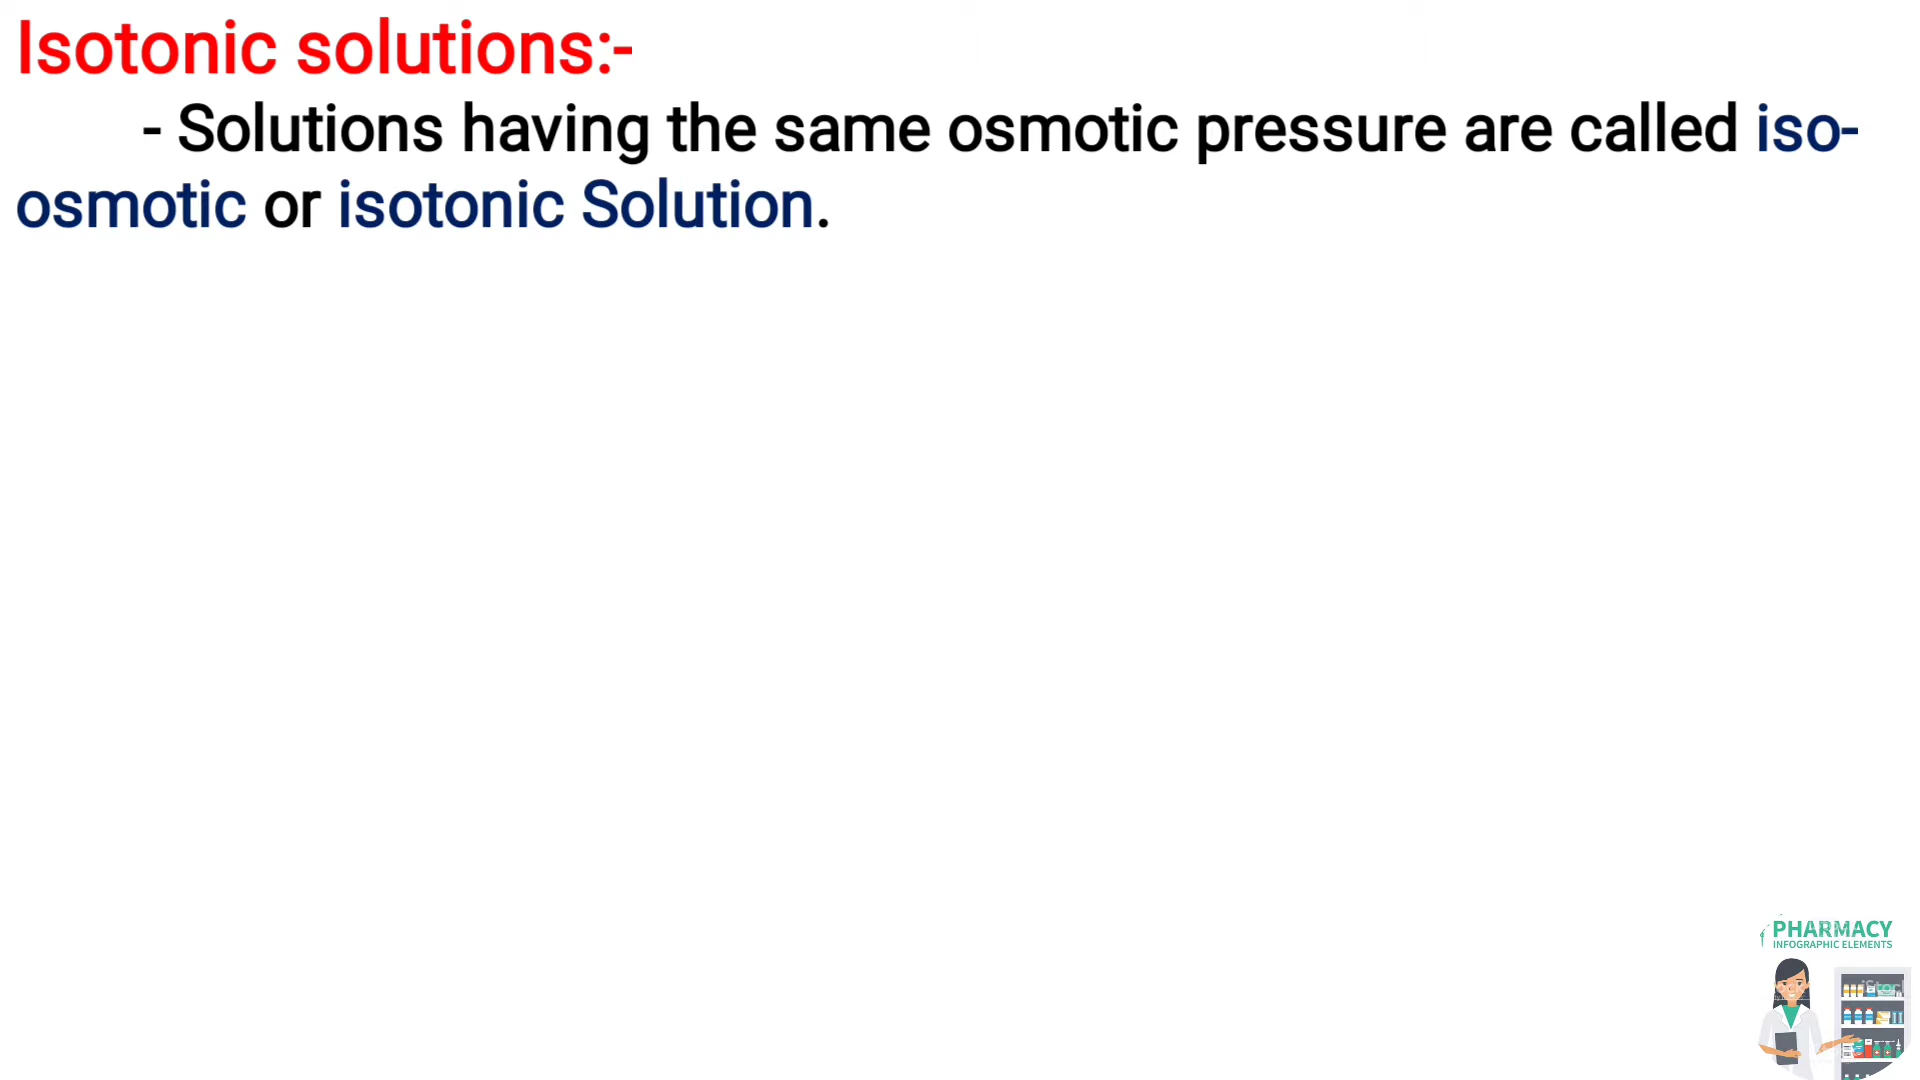 Isotonic solutions:-
- Solutions having the same osmotic pressure are called iso-
osmotic or isotonic Solution.
PHARMACY
INFOGRAPHIC ELEMENTS